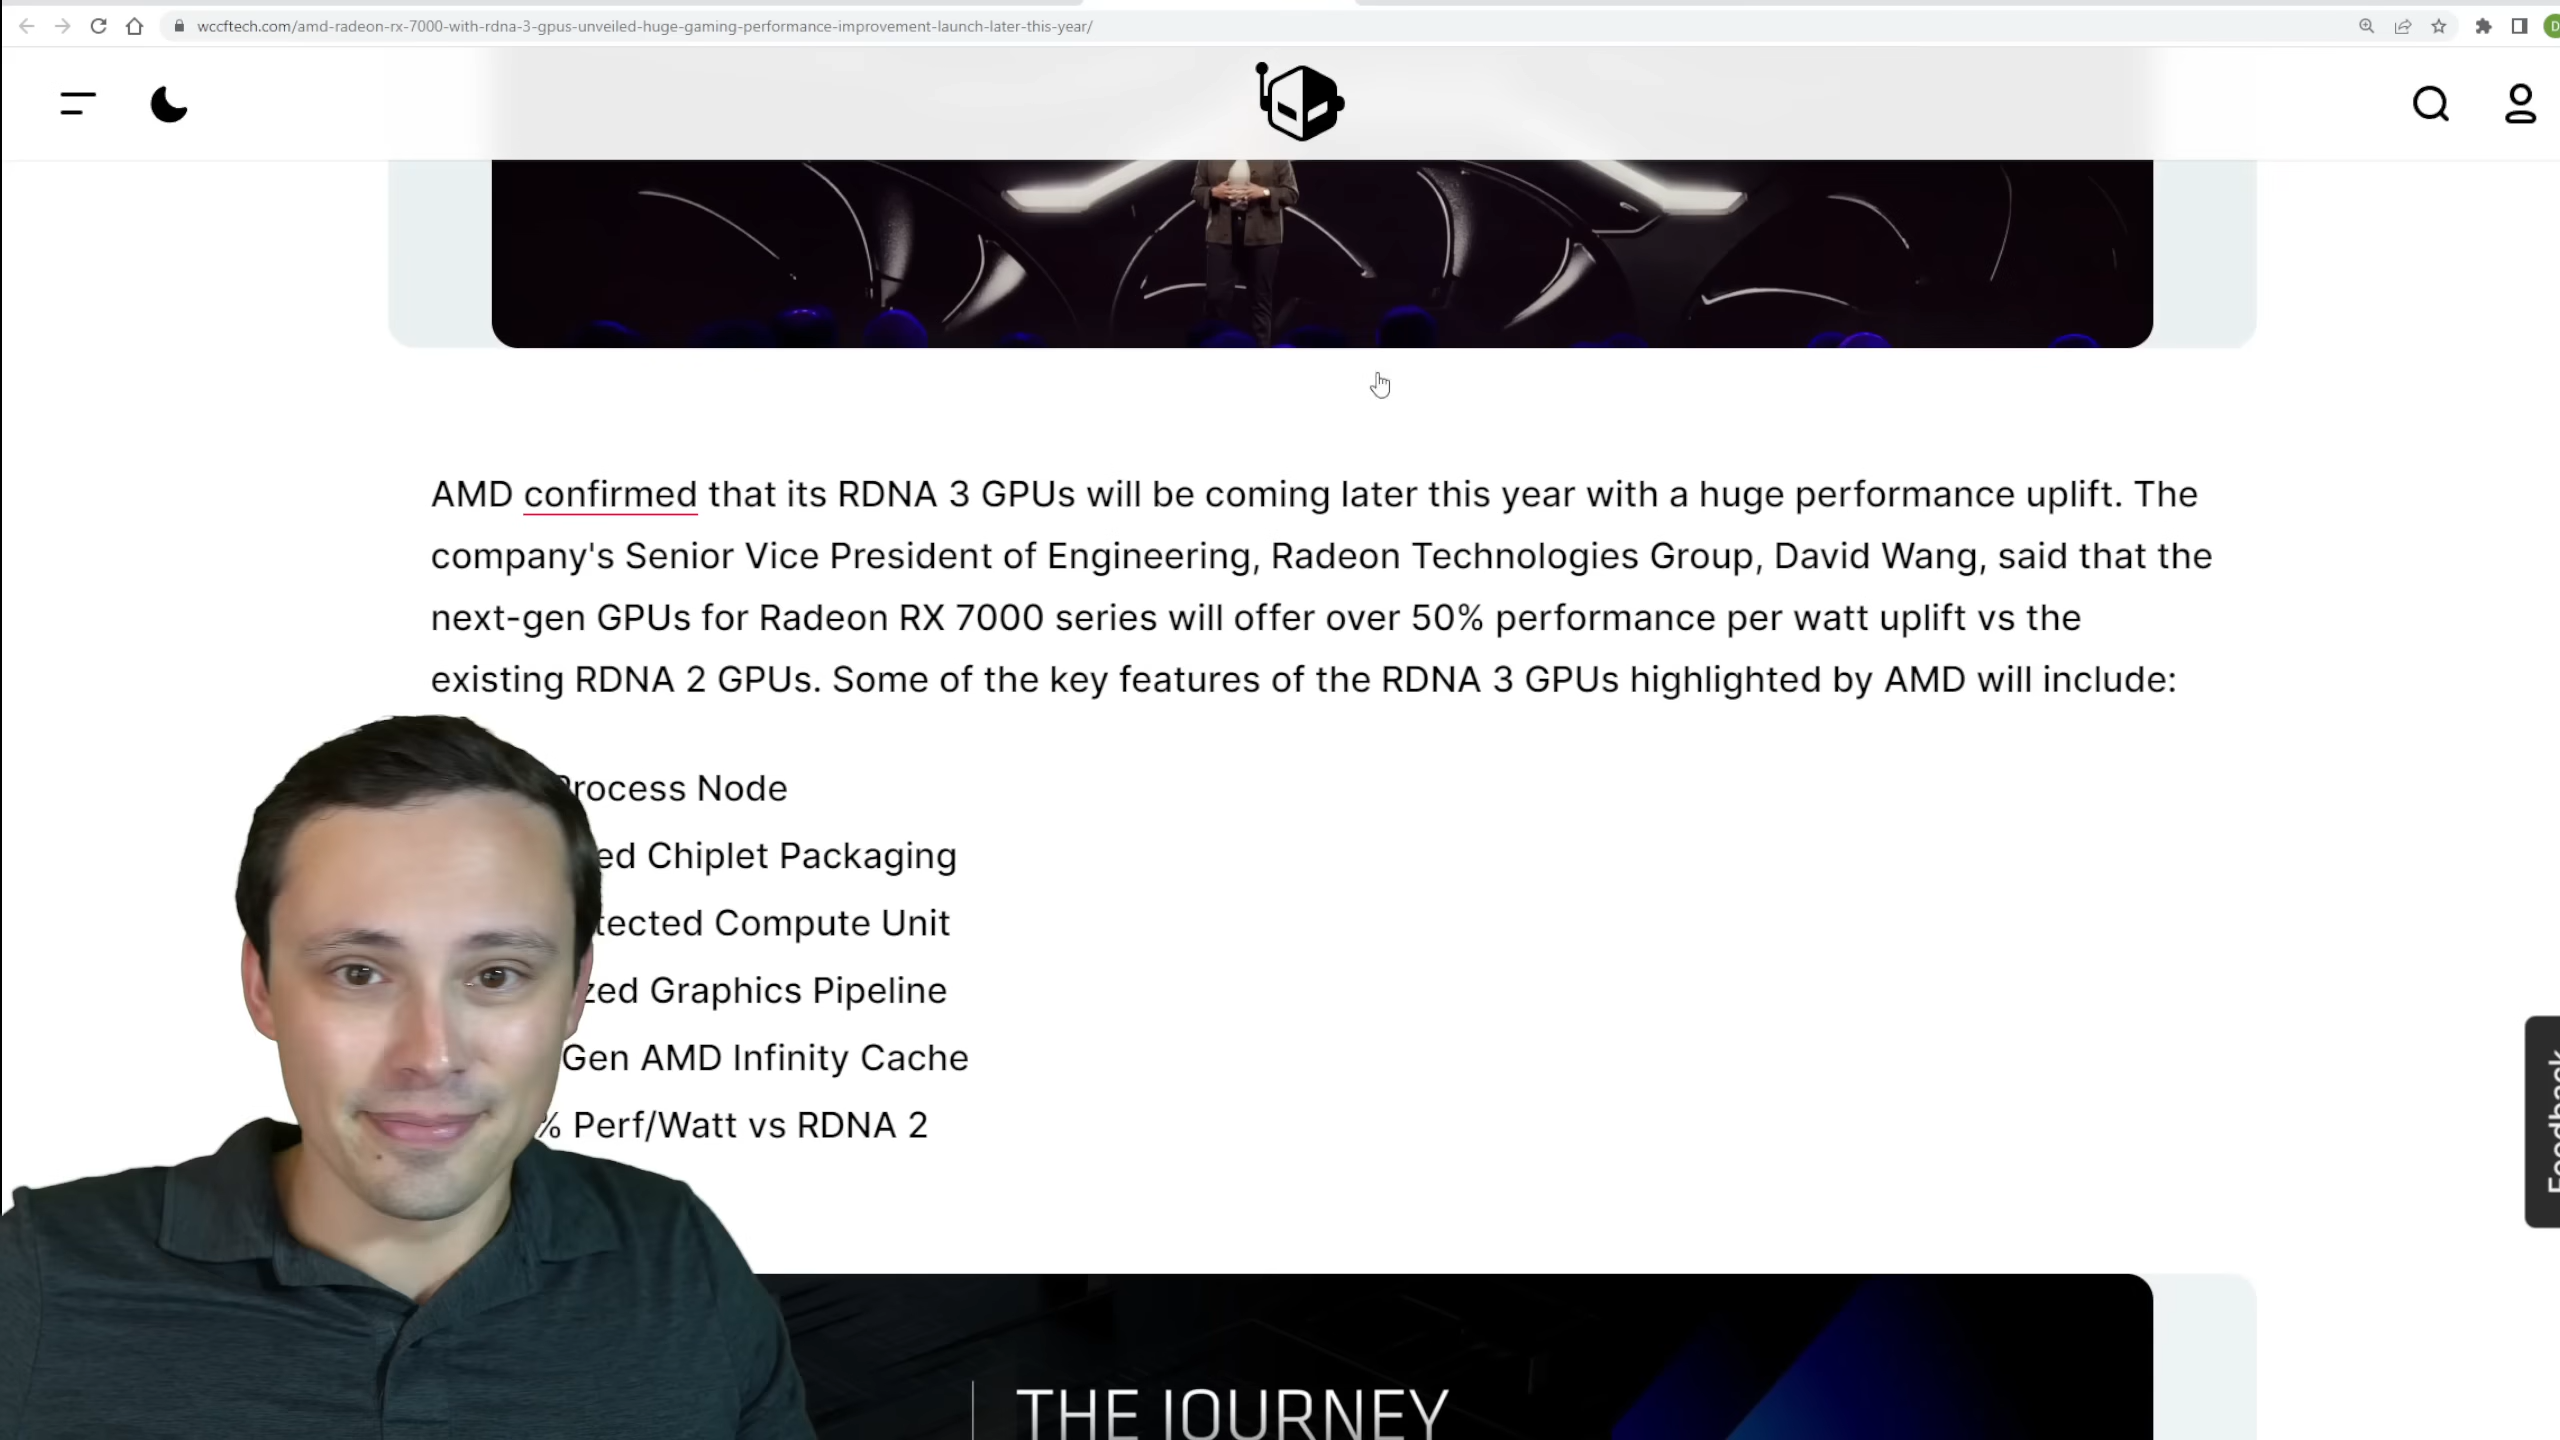 wccftech.com/amd-radeon-rx-7000-with-rdna-3-gpus-unveiled-huge-gaming-performance-improvement-launch-later-this-year/
D
AMD confirmed that its RDNA 3 GPUs will be coming later this year with a huge performance uplift. The
company's Senior Vice President of Engineering, Radeon Technologies Group, David Wang, said that the
next-gen GPUs for Radeon RX 7000 series will offer over 50% performance per watt uplift vs the
existing RDNA 2 GPUs. Some of the key features of the RDNA 3 GPUs highlighted by AMD will include:
Process Node
ed Chiplet Packaging
tected Compute Unit
zed Graphics Pipeline
Gen AMD Infinity Cache
% Perf/Watt vs RDNA 2
Feedback
THE JOURNEY